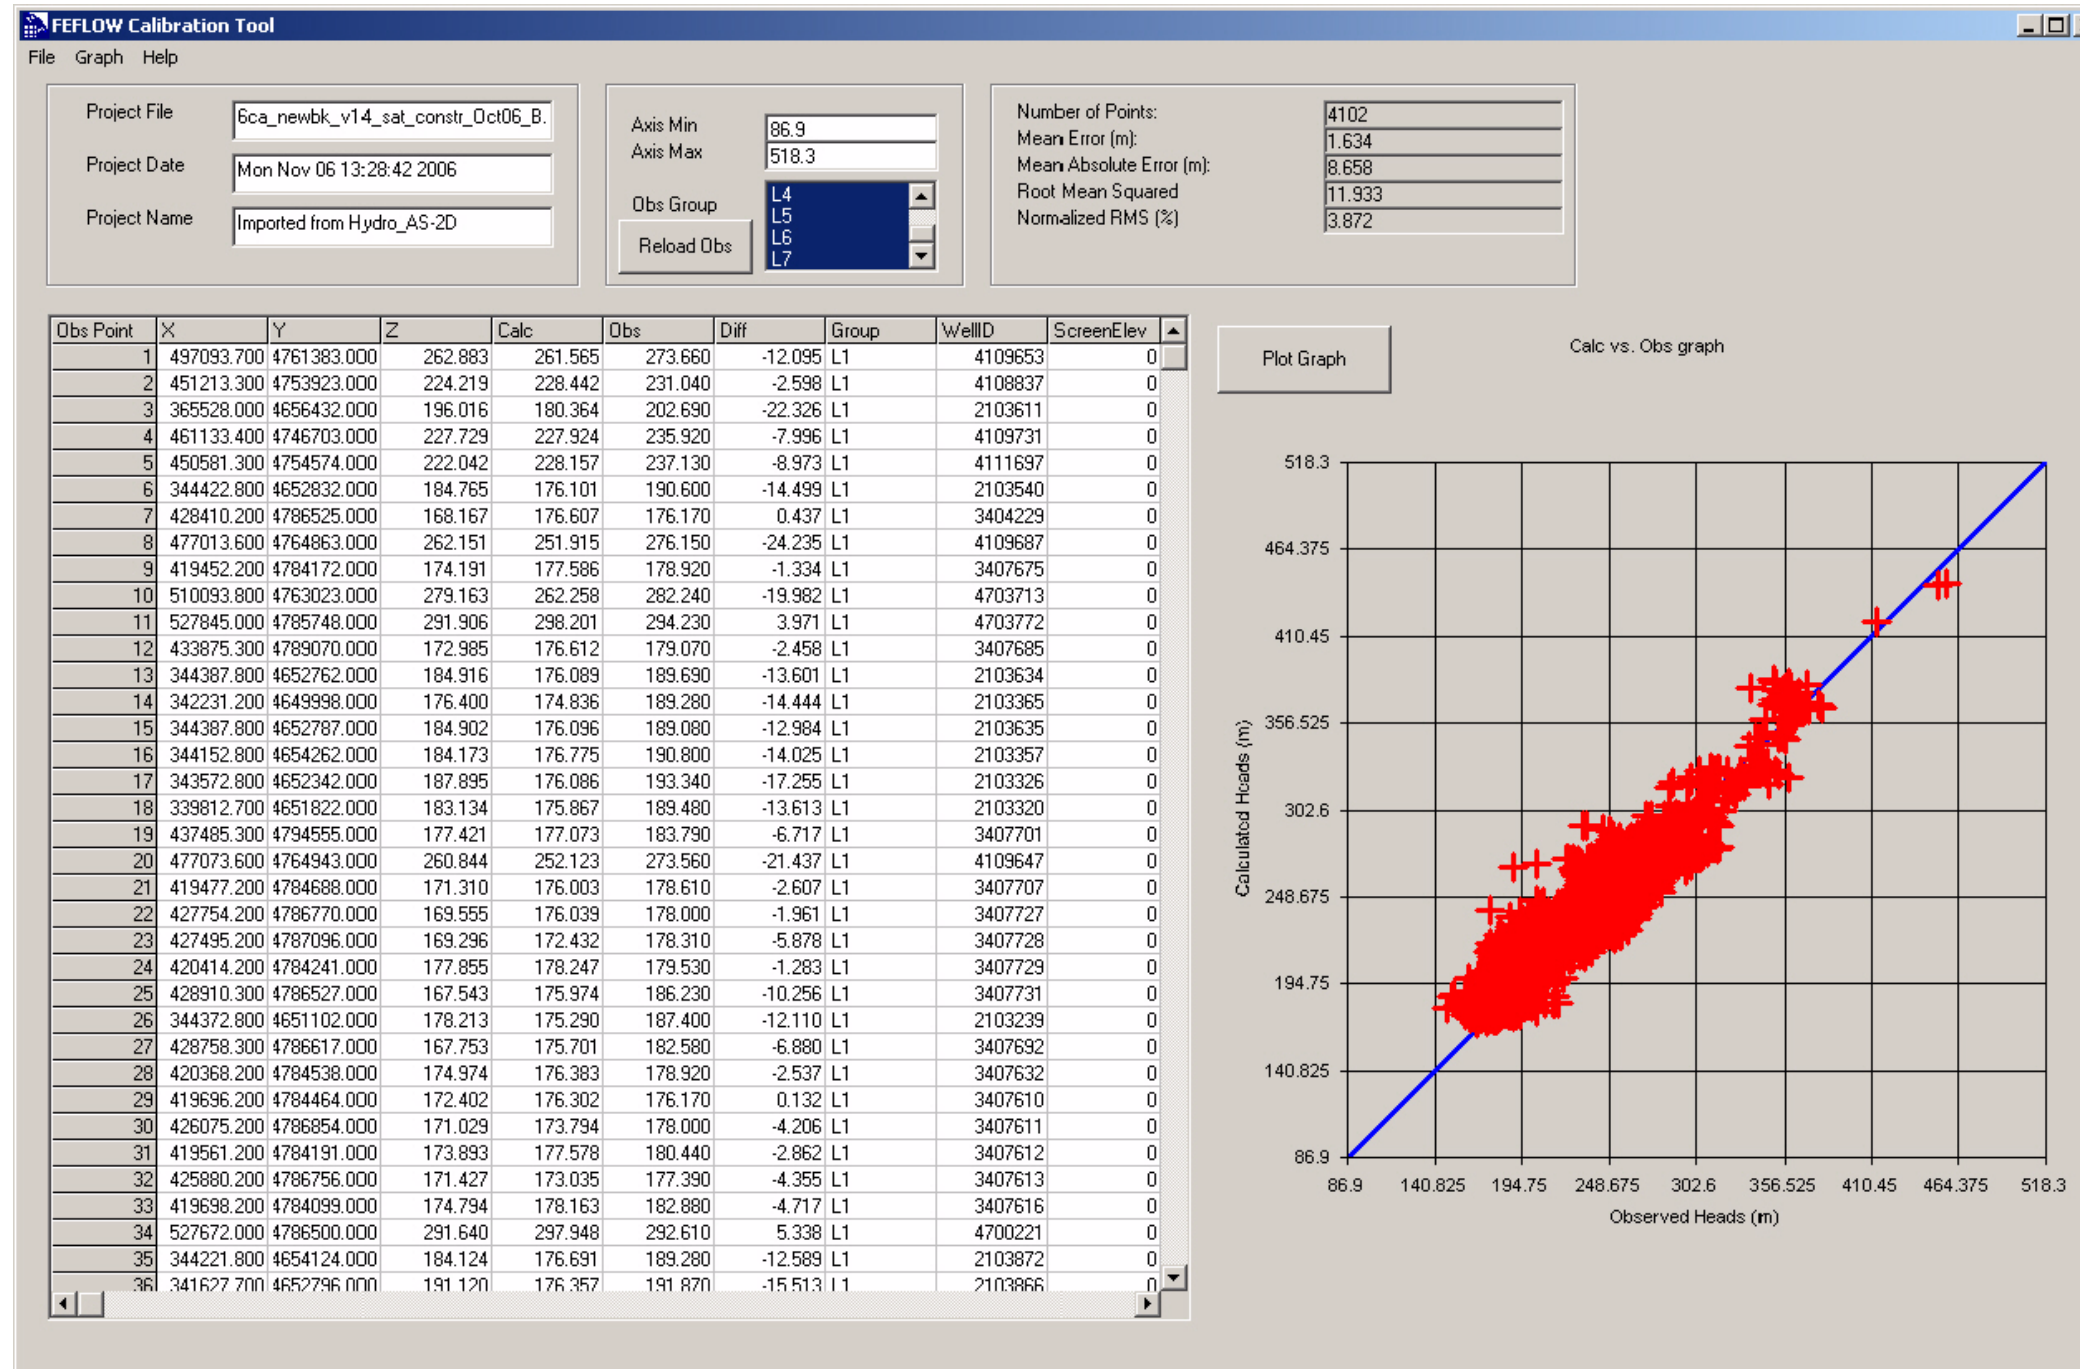 FEFLOW Calibration Tool
File Graph Help
Project File 6ca_newbk_v14_sat_constr_Oct06_B.
Project Date Mon Nov 06 13:28:42 2006
Project Name Imported from Hydro_AS-2D
Axis Min 86.9
Axis Max 518.3
Obs Group
L4
L5
L6
L7
Reload Obs
Number of Points: 4102
Mean Error (m): 1.634
Mean Absolute Error (m): 8.658
Root Mean Squared 11.933
Normalized RMS (%) 3.872
Obs Point X Y Z Calc Obs Diff Group WellID ScreenElev
1 497093.700 4761383.000 262.883 261.565 273.660 -12.095 L1 4109653 0
2 451213.300 4753923.000 224.219 228.442 231.040 -2.598 L1 4108837 0
3 365528.000 4656432.000 196.016 180.364 202.690 -22.326 L1 2103611 0
4 461133.400 4746703.000 227.729 227.924 235.920 -7.996 L1 4109731 0
5 450581.300 4754574.000 222.042 228.157 237.130 -8.973 L1 4111697 0
6 344422.800 4652832.000 184.765 176.101 190.600 -14.499 L1 2103540 0
7 428410.200 4786525.000 168.167 176.607 176.170 0.437 L1 3404229 0
8 477013.600 4764863.000 262.151 251.915 276.150 -24.235 L1 4109687 0
9 419452.200 4784172.000 174.191 177.586 178.920 -1.334 L1 3407675 0
10 510093.800 4763023.000 279.163 262.258 282.240 -19.982 L1 4703713 0
11 527845.000 4785748.000 291.906 298.201 294.230 3.971 L1 4703772 0
12 433875.300 4789070.000 172.985 176.612 179.070 -2.458 L1 3407685 0
13 344387.800 4652762.000 184.916 176.089 189.690 -13.601 L1 2103634 0
14 342231.200 4649998.000 176.400 174.836 189.280 -14.444 L1 2103365 0
15 344387.800 4652787.000 184.902 176.096 189.080 -12.984 L1 2103635 0
16 344152.800 4654262.000 184.173 176.775 190.800 -14.025 L1 2103357 0
17 343572.800 4652342.000 187.895 176.086 193.340 -17.255 L1 2103326 0
18 339812.700 4651822.000 183.134 175.867 189.480 -13.613 L1 2103320 0
19 437485.300 4794555.000 177.421 177.073 183.790 -6.717 L1 3407701 0
20 477073.600 4764943.000 260.844 252.123 273.560 -21.437 L1 4109647 0
21 419477.200 4784688.000 171.310 176.003 178.610 -2.607 L1 3407707 0
22 427754.200 4786770.000 169.555 176.039 178.000 -1.961 L1 3407727 0
23 427495.200 4787096.000 169.296 172.432 178.310 -5.878 L1 3407728 0
24 420414.200 4784241.000 177.855 178.247 179.530 -1.283 L1 3407729 0
25 428910.300 4786527.000 167.543 175.974 186.230 -10.256 L1 3407731 0
26 344372.800 4651102.000 178.213 175.290 187.400 -12.110 L1 2103239 0
27 428758.300 4786617.000 167.753 175.701 182.580 -6.880 L1 3407692 0
28 420368.200 4784538.000 174.974 176.383 178.920 -2.537 L1 3407632 0
29 419696.200 4784464.000 172.402 176.302 176.170 0.132 L1 3407610 0
30 426075.200 4786854.000 171.029 173.794 178.000 -4.206 L1 3407611 0
31 419561.200 4784191.000 173.893 177.578 180.440 -2.862 L1 3407612 0
32 425880.200 4786756.000 171.427 173.035 177.390 -4.355 L1 3407613 0
33 419698.200 4784099.000 174.794 178.163 182.880 -4.717 L1 3407616 0
34 527672.000 4786500.000 291.640 297.948 292.610 5.338 L1 4700221 0
35 344221.800 4654124.000 184.124 176.691 189.280 -12.589 L1 2103872 0
36 341627.700 4652796.000 191.120 176.357 191.870 -15.513 L1 2103866 0
Plot Graph
Calc vs. Obs graph
518.3
464.375
410.45
356.525
302.6
248.675
194.75
140.825
86.9
Calculated Heads (m)
86.9 140.825 194.75 248.675 302.6 356.525 410.45 464.375 518.3
Observed Heads (m)